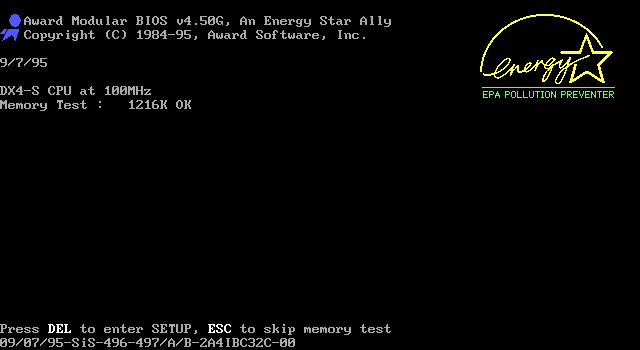 Award Modular BIOS v4.50G, An Energy Star Ally
Copyright (C) 1984-95, Award Software, Inc.
energy
EPA POLLUTION PREVENTER
9/7/95
DX4-S CPU at 100MHz
Memory Test :   1216K OK
Press DEL to enter SETUP, ESC to skip memory test
09/07/95-SiS-496-497/A/B-2A4IBC32C-00